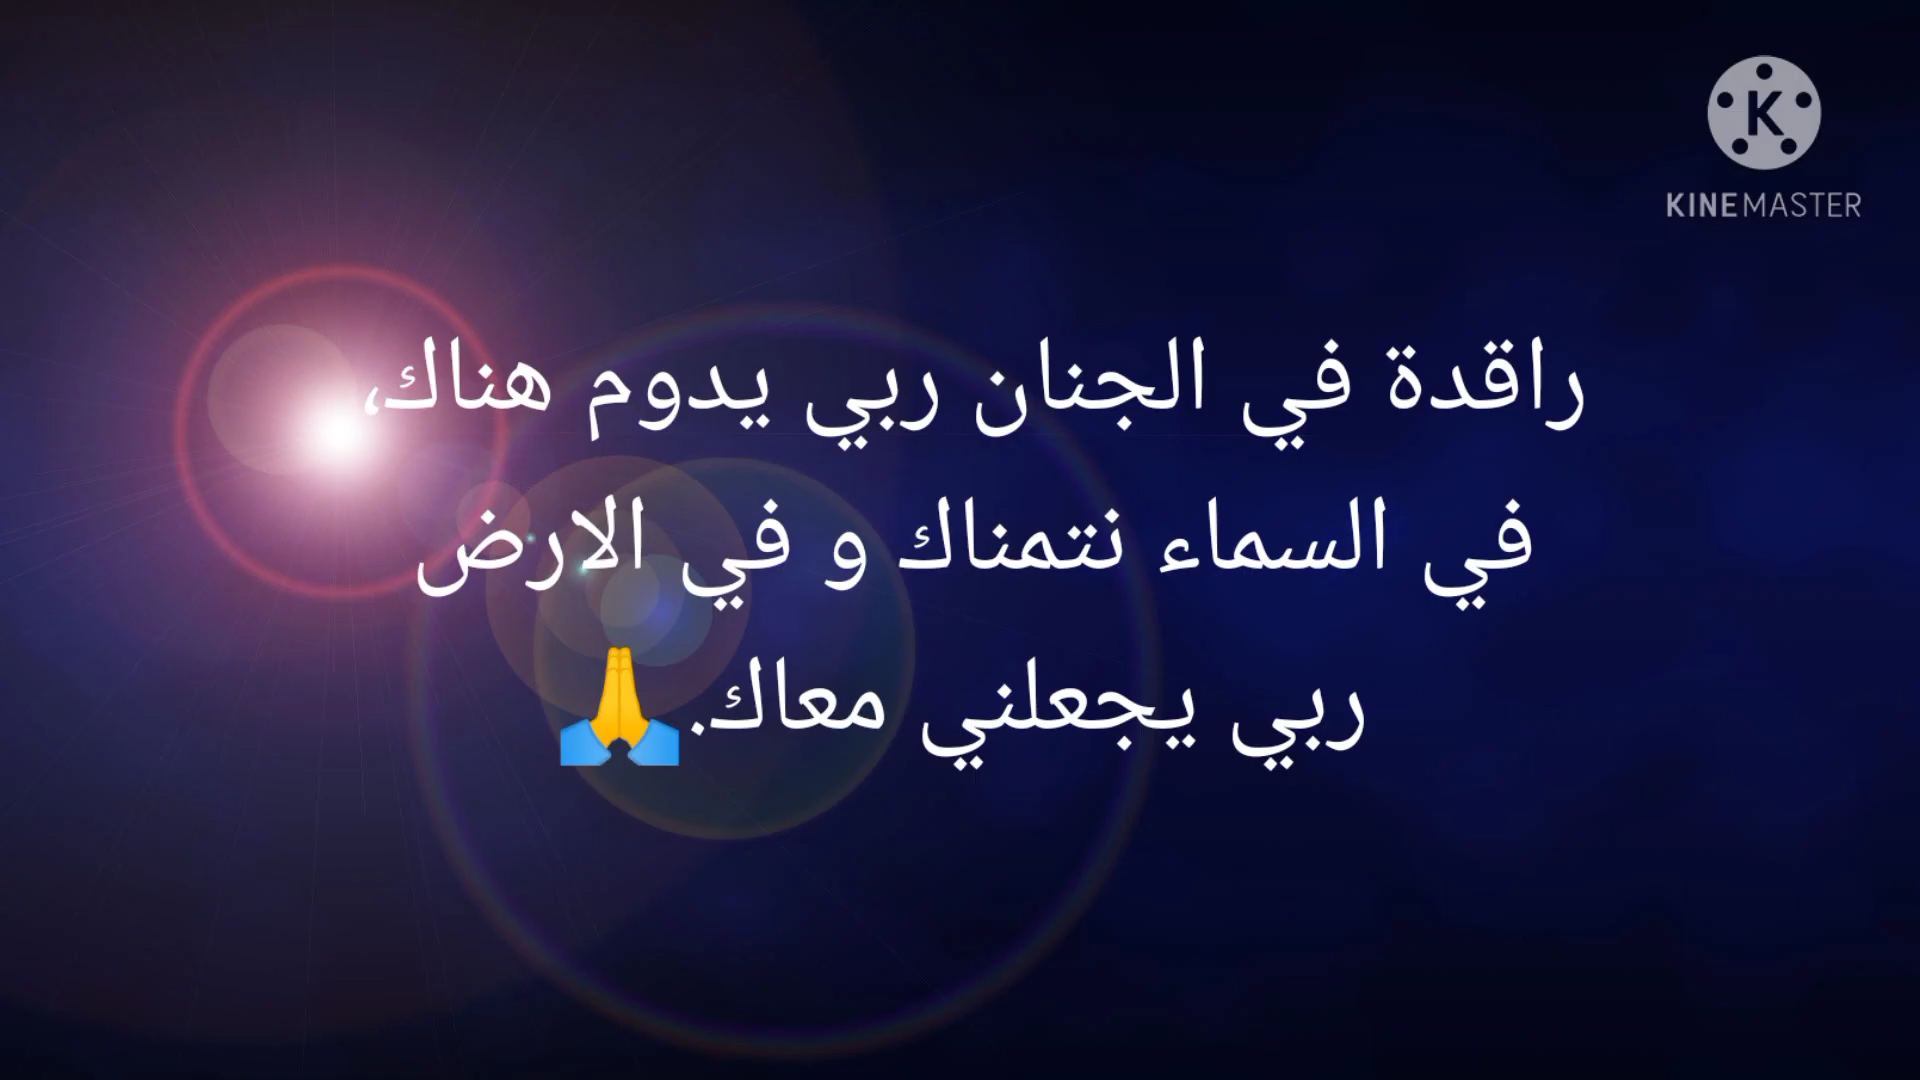 KINEMASTER
راقدة في الجنان ربي يدوم هناك،
في السماء نتمناك و في الارض
ربي يجعلني معاك.🙏